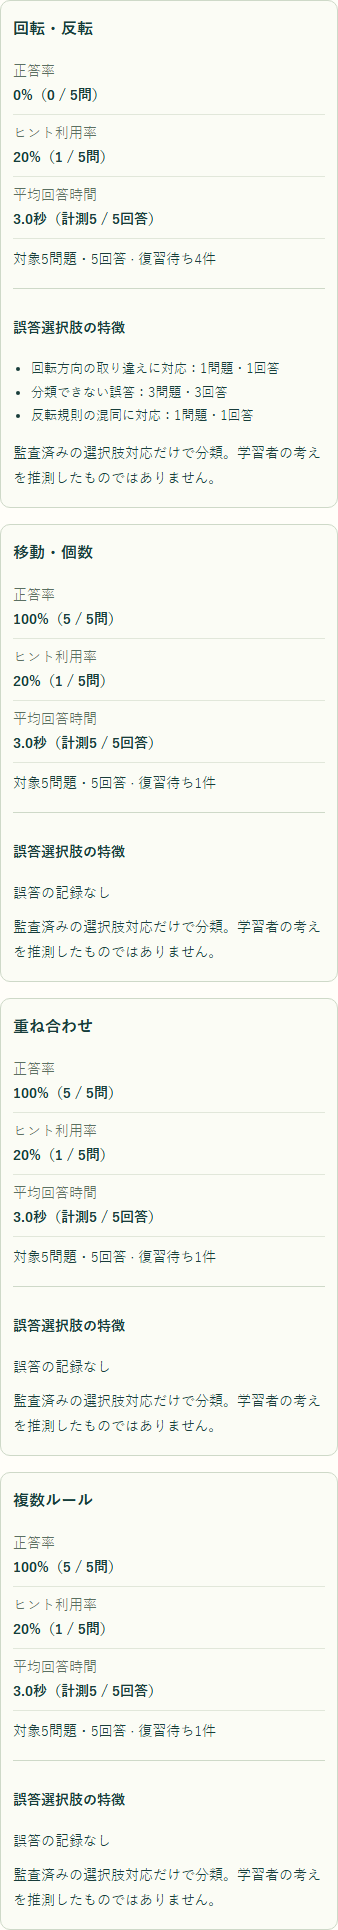 回転・反転
正答率
0%（0 / 5問）
ヒント利用率
20%（1 / 5問）
平均回答時間
3.0秒（計測5 / 5回答）
対象5問題・5回答 · 復習待ち4件
誤答選択肢の特徴
• 回転方向の取り違えに対応：1問題・1回答
• 分類できない誤答：3問題・3回答
• 反転規則の混同に対応：1問題・1回答
監査済みの選択肢対応だけで分類。学習者の考え
を推測したものではありません。
移動・個数
正答率
100%（5 / 5問）
ヒント利用率
20%（1 / 5問）
平均回答時間
3.0秒（計測5 / 5回答）
対象5問題・5回答 · 復習待ち1件
誤答選択肢の特徴
誤答の記録なし
監査済みの選択肢対応だけで分類。学習者の考え
を推測したものではありません。
重ね合わせ
正答率
100%（5 / 5問）
ヒント利用率
20%（1 / 5問）
平均回答時間
3.0秒（計測5 / 5回答）
対象5問題・5回答 · 復習待ち1件
誤答選択肢の特徴
誤答の記録なし
監査済みの選択肢対応だけで分類。学習者の考え
を推測したものではありません。
複数ルール
正答率
100%（5 / 5問）
ヒント利用率
20%（1 / 5問）
平均回答時間
3.0秒（計測5 / 5回答）
対象5問題・5回答 · 復習待ち1件
誤答選択肢の特徴
誤答の記録なし
監査済みの選択肢対応だけで分類。学習者の考え
を推測したものではありません。